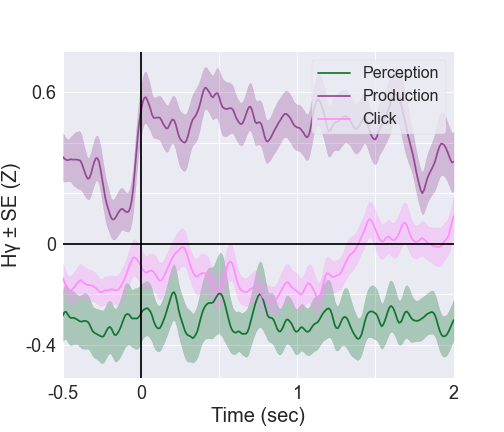 Perception
Production
Click
0.6
0
-0.4
Hγ ± SE (Z)
-0.5
0
1
2
Time (sec)